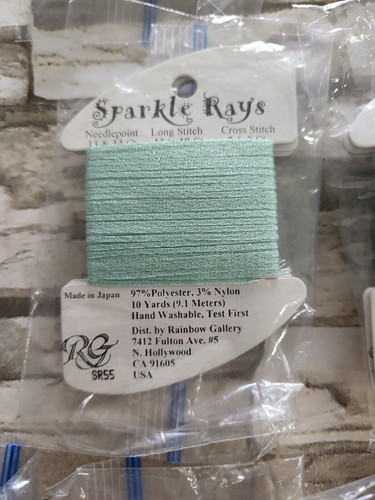 Sparkle Rays
Needlepoint Long Stitch Cross Stitch
Made in Japan
97%Polyester, 3% Nylon
10 Yards (9.1 Meters)
Hand Washable, Test First
Dist. by Rainbow Gallery
7412 Fulton Ave. #5
N. Hollywood
CA 91605
USA
RG
SR55